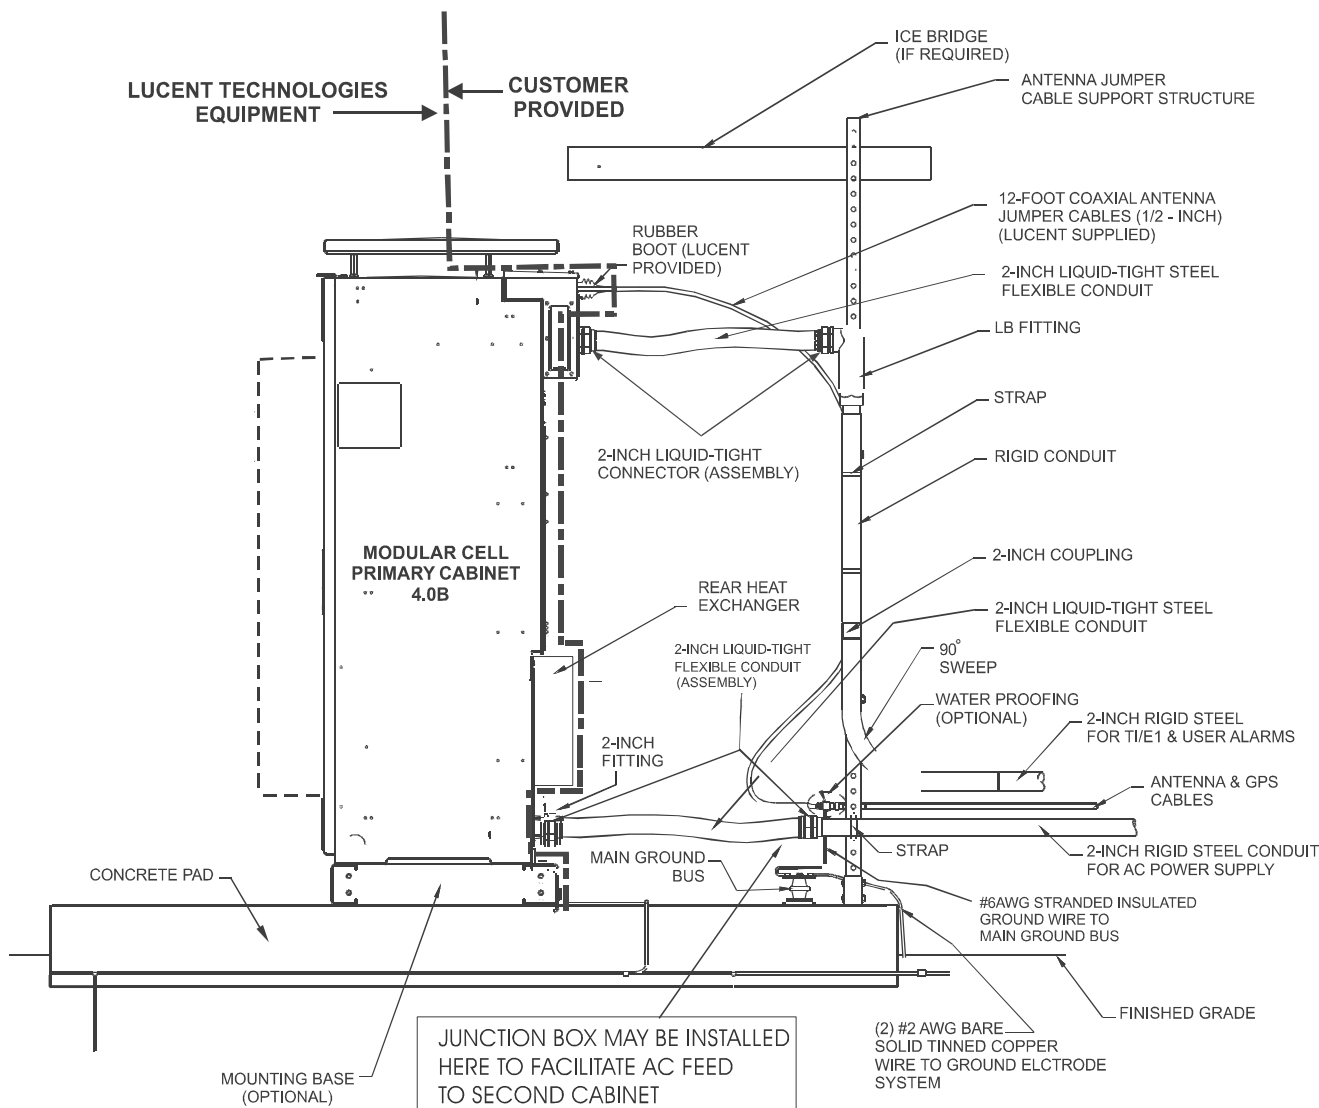 ICE BRIDGE
(IF REQUIRED)
ANTENNA JUMPER
CABLE SUPPORT STRUCTURE
LUCENT TECHNOLOGIES
EQUIPMENT
CUSTOMER
PROVIDED
12-FOOT COAXIAL ANTENNA
JUMPER CABLES (1/2 - INCH)
(LUCENT SUPPLIED)
RUBBER
BOOT (LUCENT
PROVIDED)
2-INCH LIQUID-TIGHT STEEL
FLEXIBLE CONDUIT
LB FITTING
STRAP
2-INCH LIQUID-TIGHT
CONNECTOR (ASSEMBLY)
RIGID CONDUIT
MODULAR CELL
PRIMARY CABINET
4.0B
2-INCH COUPLING
REAR HEAT
EXCHANGER
2-INCH LIQUID-TIGHT STEEL
FLEXIBLE CONDUIT
2-INCH LIQUID-TIGHT
FLEXIBLE CONDUIT
(ASSEMBLY)
90°
SWEEP
WATER PROOFING
(OPTIONAL)
2-INCH RIGID STEEL
FOR TI/E1 & USER ALARMS
2-INCH
FITTING
ANTENNA & GPS
CABLES
STRAP
2-INCH RIGID STEEL CONDUIT
FOR AC POWER SUPPLY
MAIN GROUND
BUS
CONCRETE PAD
#6AWG STRANDED INSULATED
GROUND WIRE TO
MAIN GROUND BUS
FINISHED GRADE
(2) #2 AWG BARE
SOLID TINNED COPPER
WIRE TO GROUND ELCTRODE
SYSTEM
JUNCTION BOX MAY BE INSTALLED
HERE TO FACILITATE AC FEED
TO SECOND CABINET
MOUNTING BASE
(OPTIONAL)